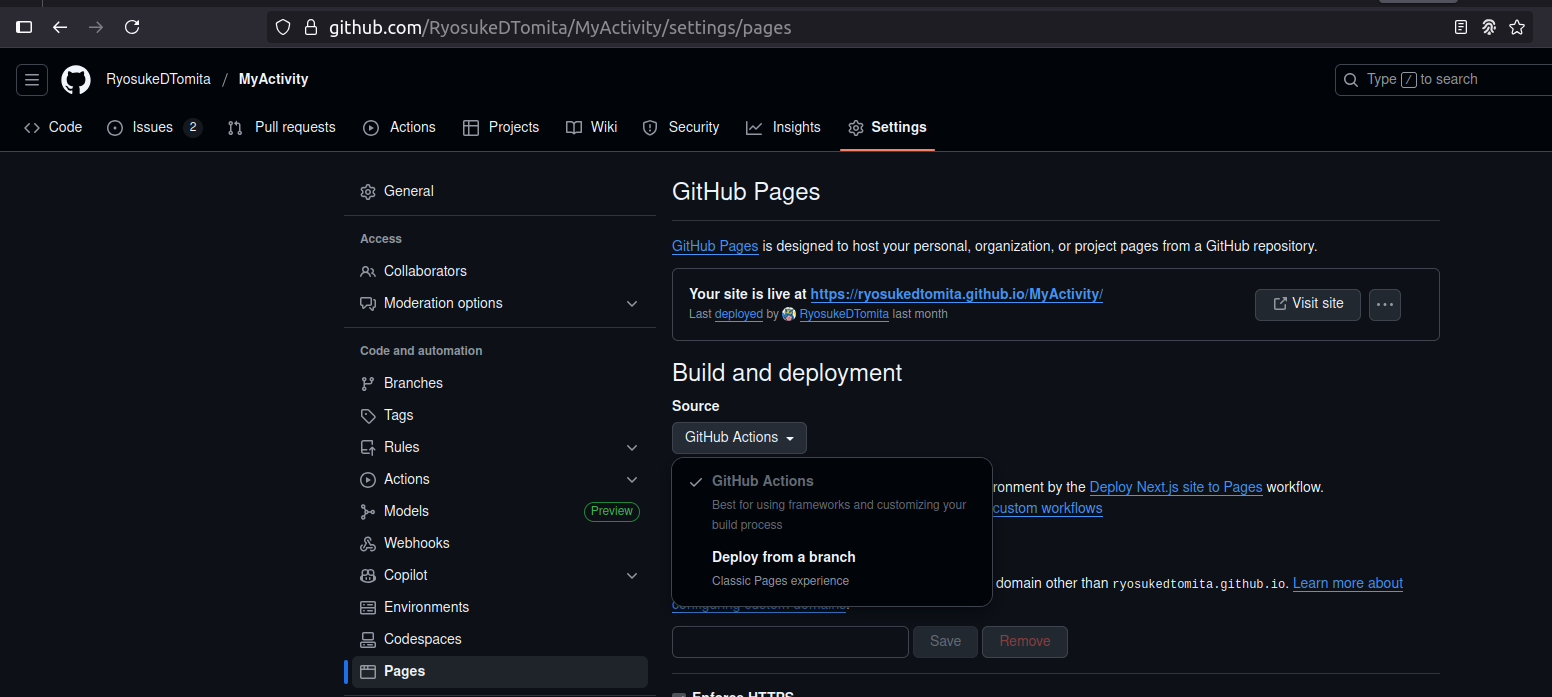 github.com/RyosukeDTomita/MyActivity/settings/pages
RyosukeDTomita / MyActivity
Type / to search
Code Issues 2 Pull requests Actions Projects Wiki Security Insights Settings
General
Access
Collaborators
Moderation options
Code and automation
Branches
Tags
Rules
Actions
Models Preview
Webhooks
Copilot
Environments
Codespaces
Pages
GitHub Pages
GitHub Pages is designed to host your personal, organization, or project pages from a GitHub repository.
Your site is live at https://ryosukedtomita.github.io/MyActivity/
Last deployed by RyosukeDTomita last month
Visit site
Build and deployment
Source
GitHub Actions
GitHub Actions
Best for using frameworks and customizing your
build process
Deploy from a branch
Classic Pages experience
ronment by the Deploy Next.js site to Pages workflow.
custom workflows
domain other than ryosukedtomita.github.io. Learn more about
configuring custom domains.
Save Remove
Enforce HTTPS